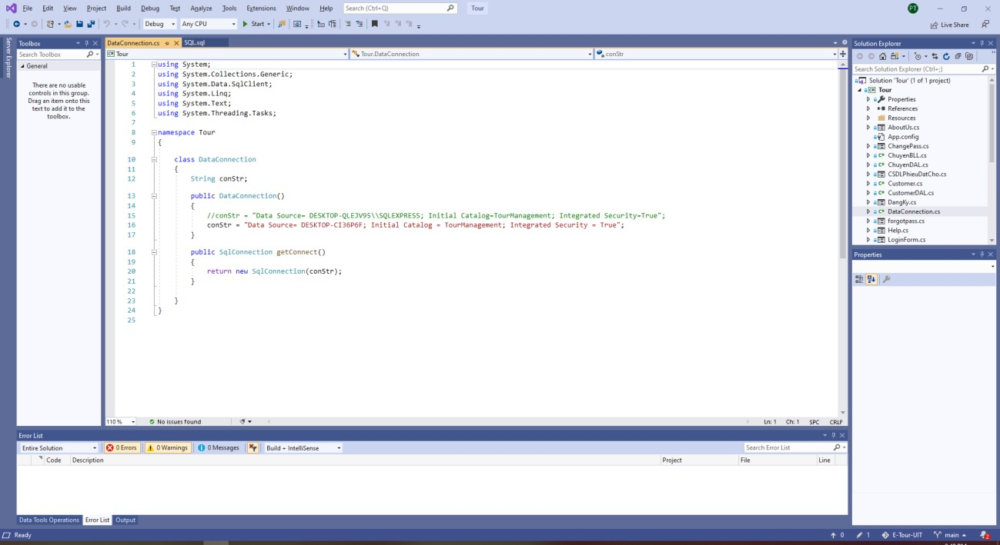 File Edit View Project Build Debug Test Analyze Tools Extensions Window Help Search (Ctrl+Q) Tour PT
Debug Any CPU Start Live Share
Server Explorer
Toolbox
Search Toolbox
General
There are no usable
controls in this group.
Drag an item onto this
text to add it to the
toolbox.
DataConnection.cs SQL.sql
Tour Tour.DataConnection conStr
1 using System;
2 using System.Collections.Generic;
3 using System.Data.SqlClient;
4 using System.Linq;
5 using System.Text;
6 using System.Threading.Tasks;
7
8 namespace Tour
9 {
10 class DataConnection
11 {
12 String conStr;
13 public DataConnection()
14 {
15 //conStr = "Data Source= DESKTOP-QLEJV95\\SQLEXPRESS; Initial Catalog=TourManagement; Integrated Security=True";
16 conStr = "Data Source= DESKTOP-CI36P6F; Initial Catalog = TourManagement; Integrated Security = True";
17 }
18 public SqlConnection getConnect()
19 {
20 return new SqlConnection(conStr);
21 }
22
23 }
24 }
25
110 % No issues found Ln: 1 Ch: 1 SPC CRLF
Solution Explorer
Search Solution Explorer (Ctrl+;)
Solution 'Tour' (1 of 1 project)
Tour
Properties
References
Resources
AboutUs.cs
App.config
ChangePass.cs
ChuyenBLL.cs
ChuyenDAL.cs
CSDLPhieuDatCho.cs
Customer.cs
CustomerDAL.cs
DangKy.cs
DataConnection.cs
forgotpass.cs
Help.cs
LoginForm.cs
Properties
Error List
Entire Solution 0 Errors 0 Warnings 0 Messages Build + IntelliSense Search Error List
Code Description Project File Line
Data Tools Operations Error List Output
Ready 0 1 E-Tour-UIT main 2